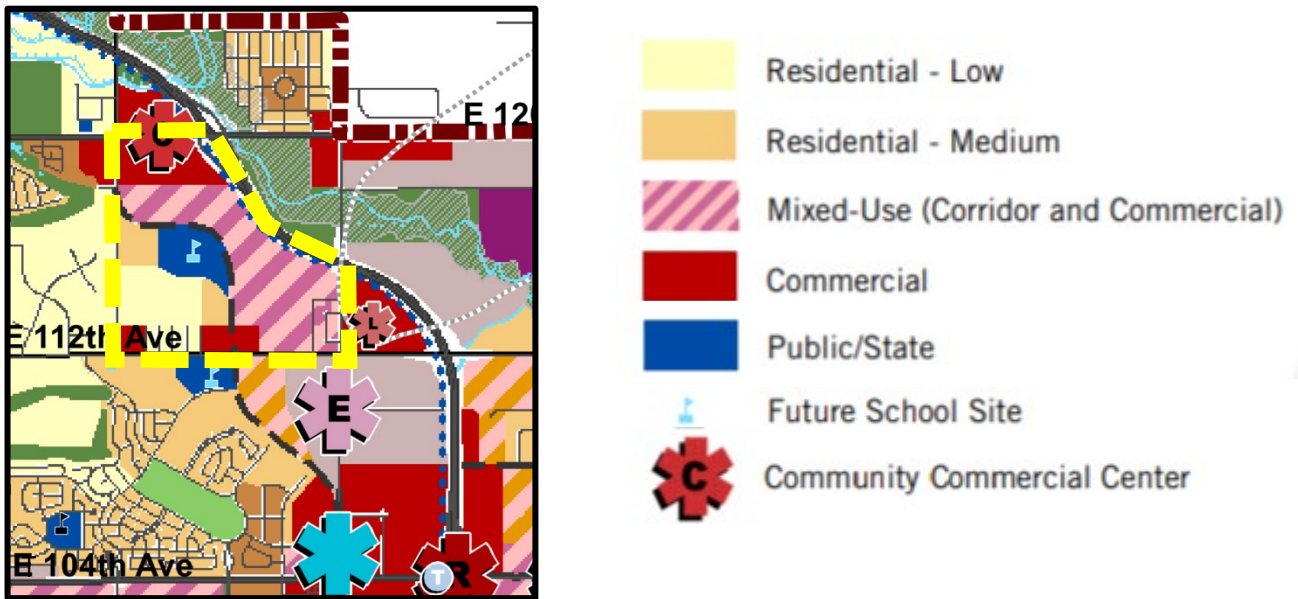 E 120
C
E 112th Ave
L
E
E 104th Ave
T
R
Residential - Low
Residential - Medium
Mixed-Use (Corridor and Commercial)
Commercial
Public/State
Future School Site
C
Community Commercial Center